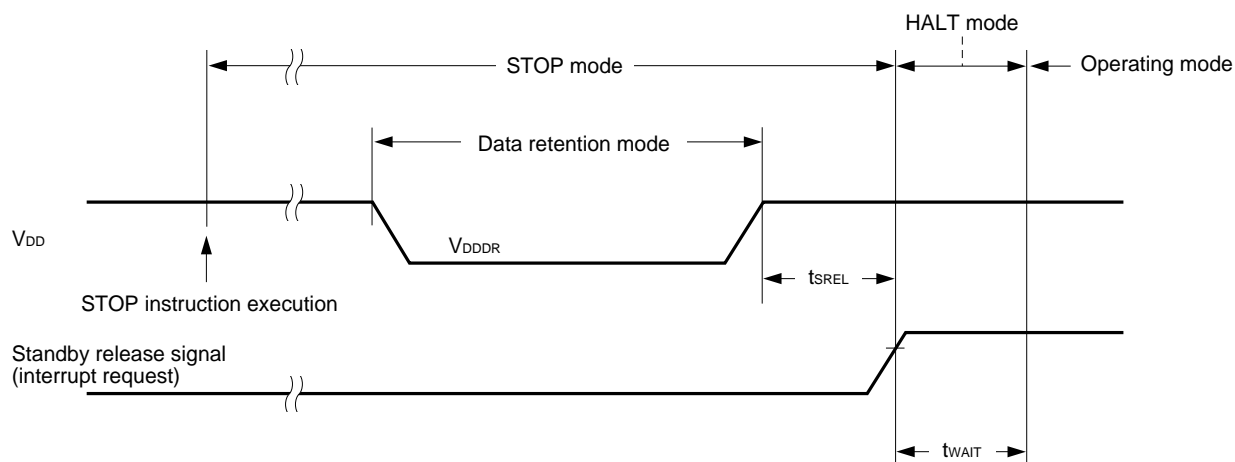 HALT mode
STOP mode
Operating mode
Data retention mode
VDD
VDDDR
tSREL
STOP instruction execution
Standby release signal
(interrupt request)
tWAIT